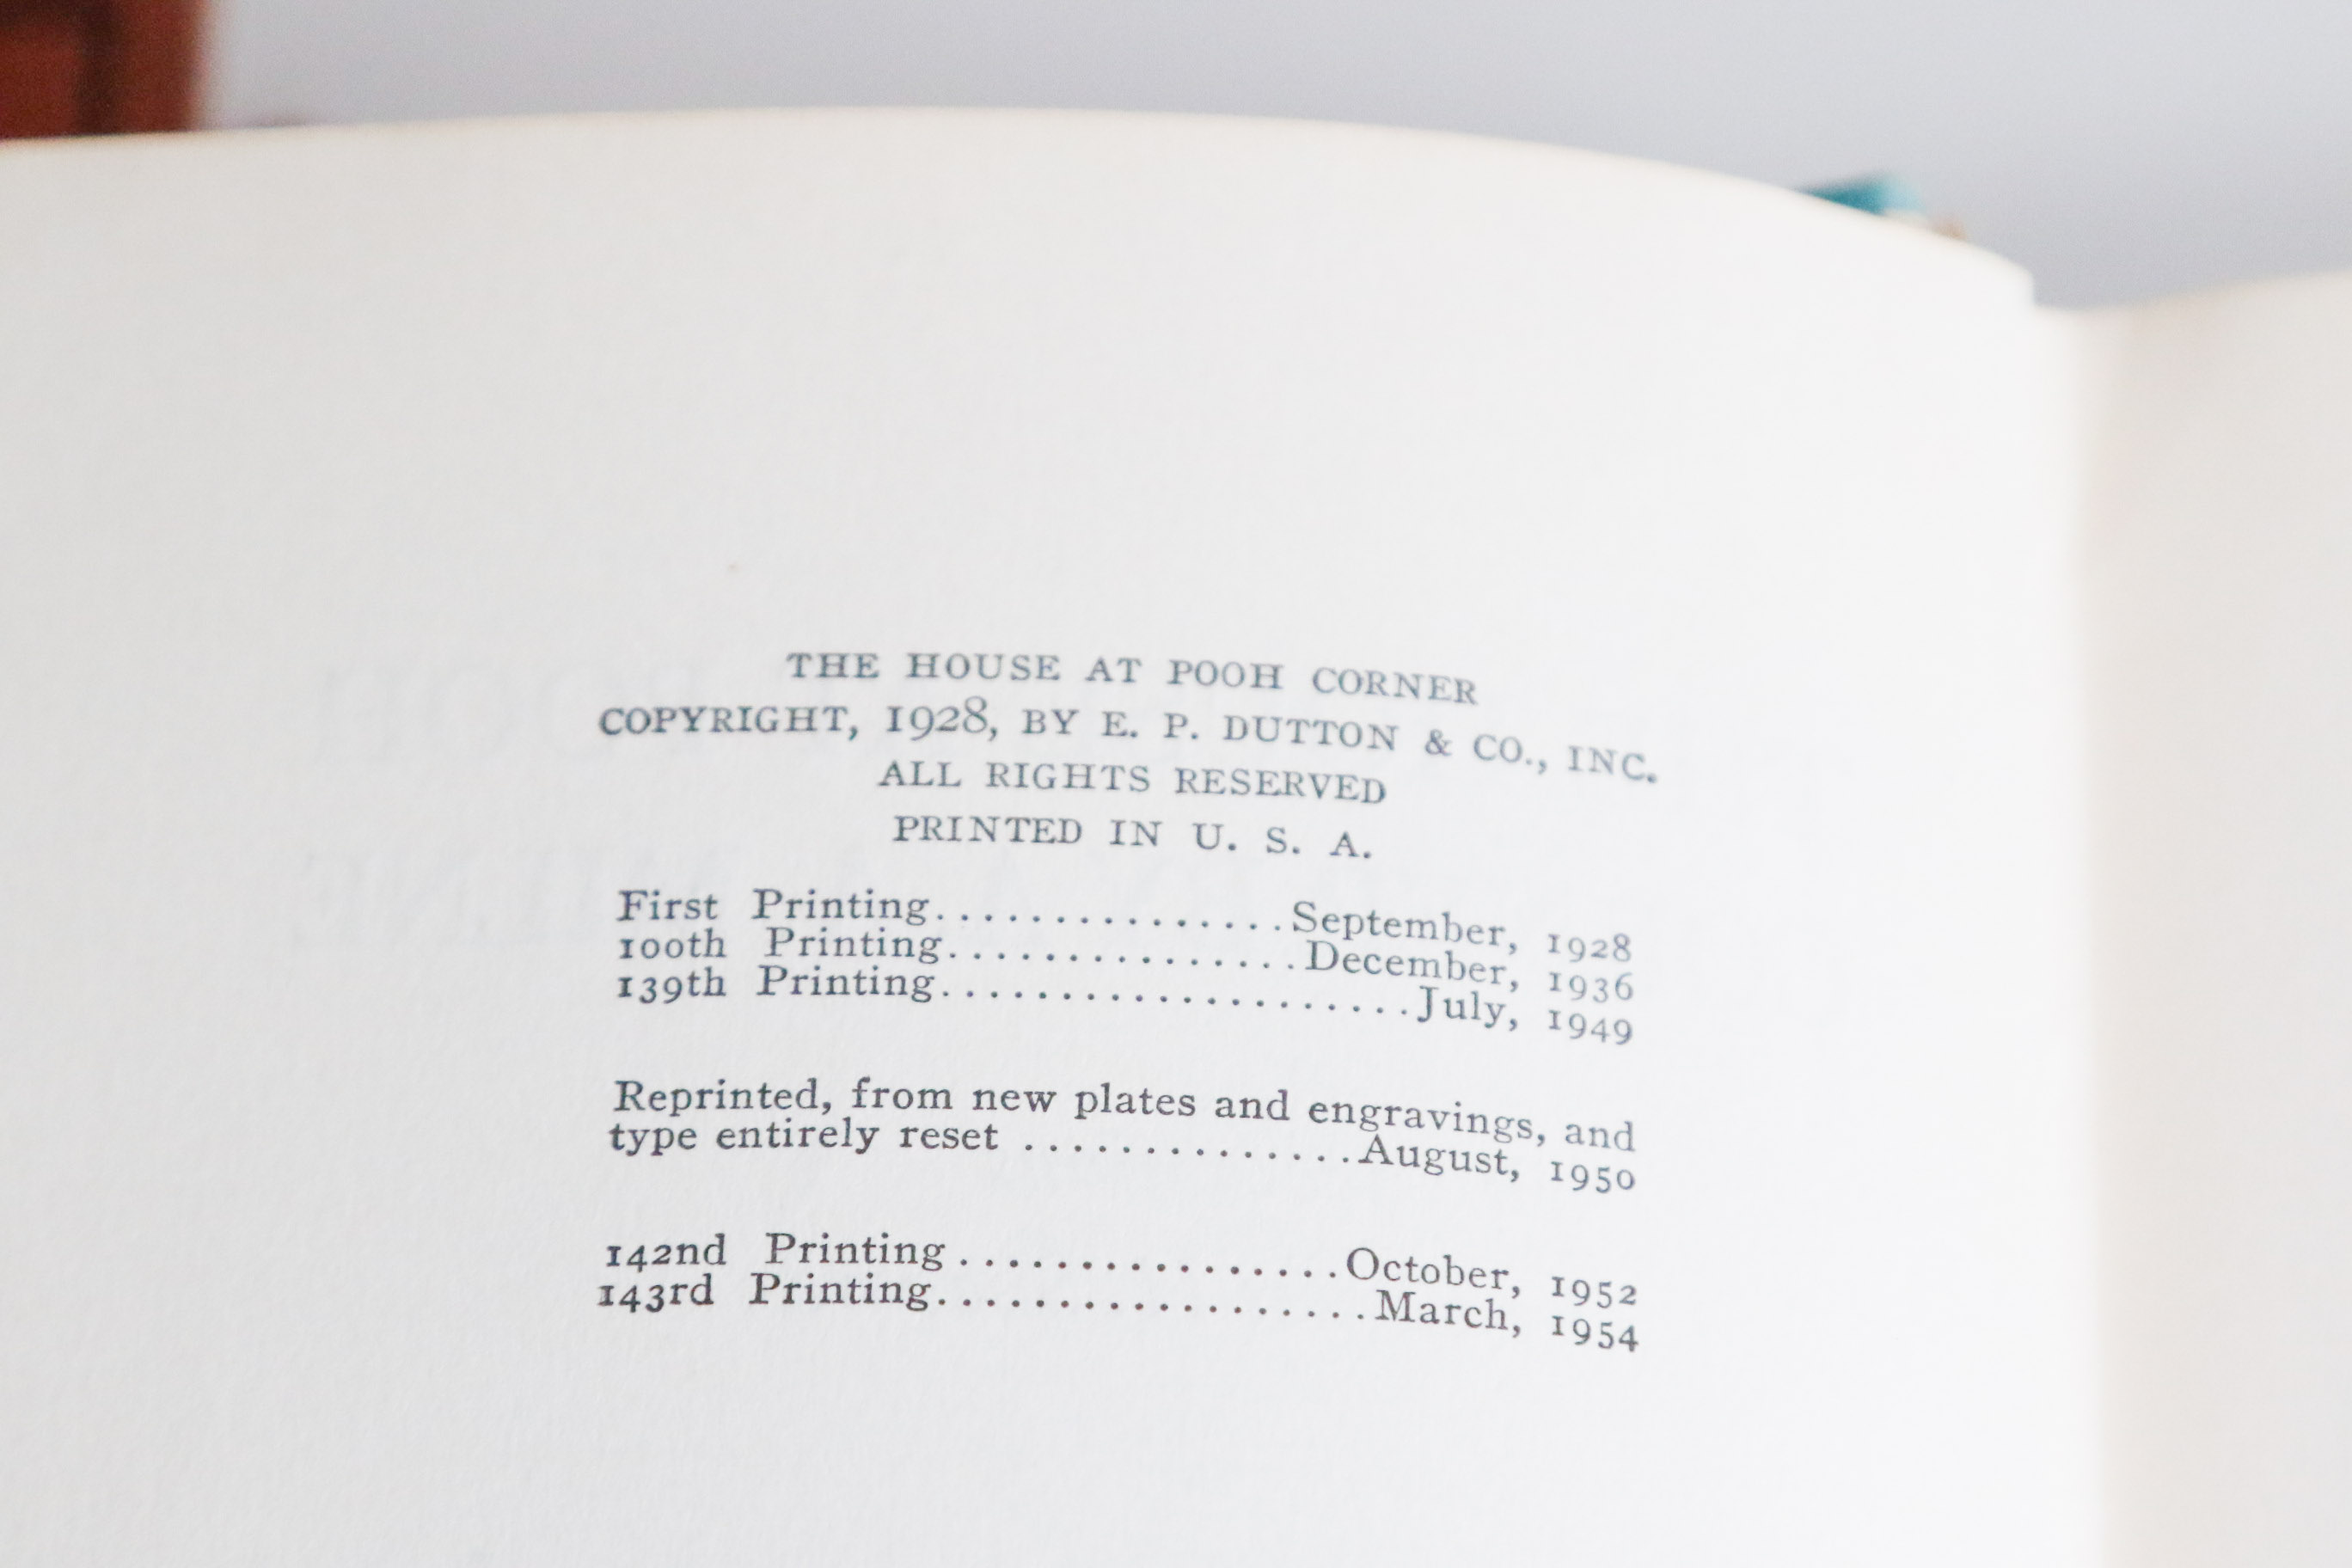 THE HOUSE AT POOH CORNER
COPYRIGHT, 1928, BY E. P. DUTTON & CO., INC.
ALL RIGHTS RESERVED
PRINTED IN U. S. A.
First Printing...............September, 1928
100th Printing...............December, 1936
139th Printing....................July, 1949
Reprinted, from new plates and engravings, and
type entirely reset ..............August, 1950
142nd Printing................October, 1952
143rd Printing...................March, 1954